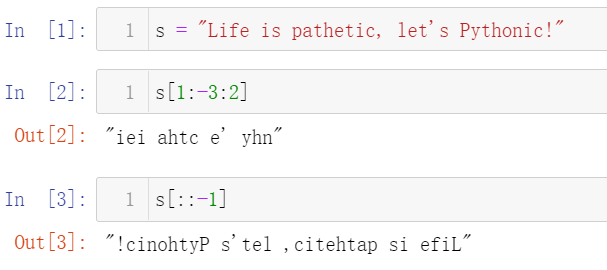 In [1]: 1 s = "Life is pathetic, let's Pythonic!"
In [2]: 1 s[1:-3:2]
Out[2]: "iei ahtc e' yhn"
In [3]: 1 s[::-1]
Out[3]: "!cinohtyP s'tel ,citehtap si efiL"